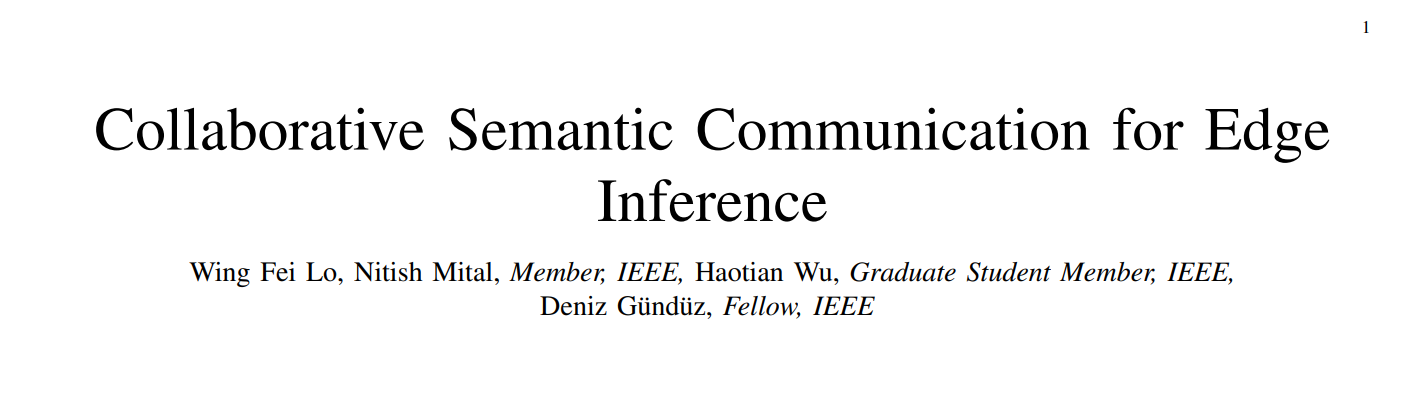 1
Collaborative Semantic Communication for Edge
Inference
Wing Fei Lo, Nitish Mital, Member, IEEE, Haotian Wu, Graduate Student Member, IEEE,
Deniz Gündüz, Fellow, IEEE